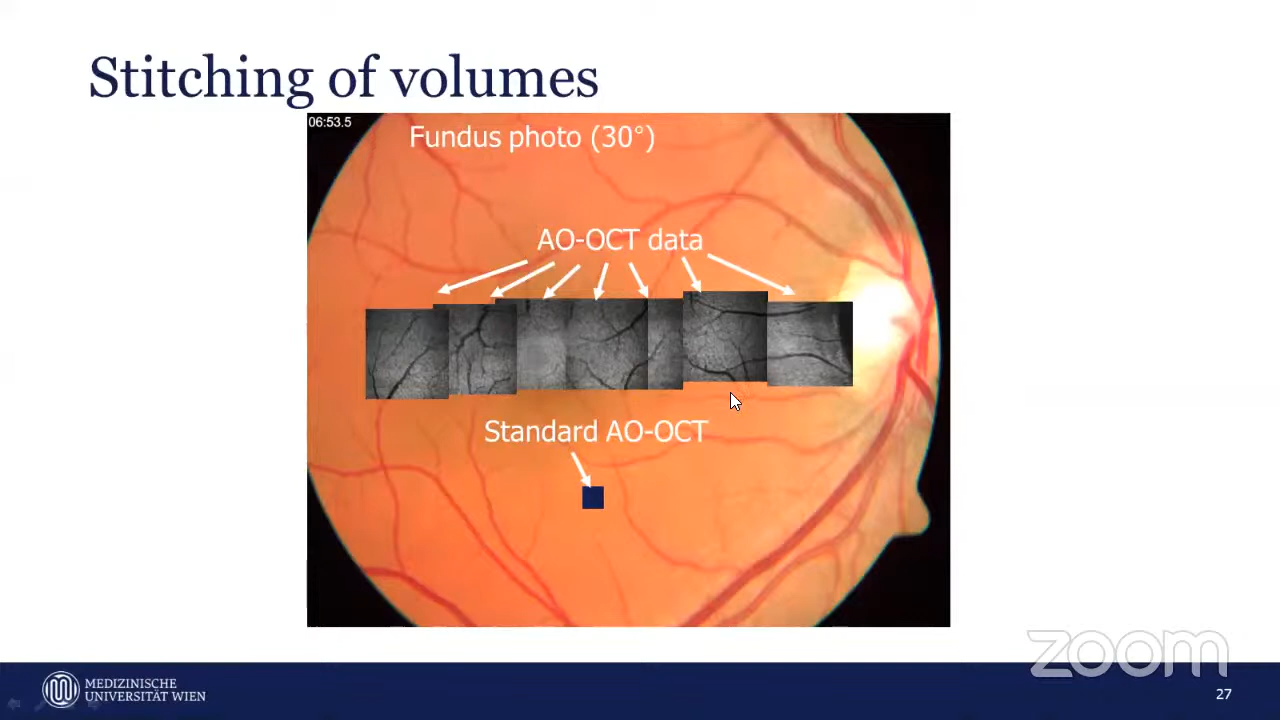 Stitching of volumes
06:53.5
Fundus photo (30°)
AO-OCT data
Standard AO-OCT
zoom
MEDIZINISCHE
UNIVERSITÄT WIEN
27